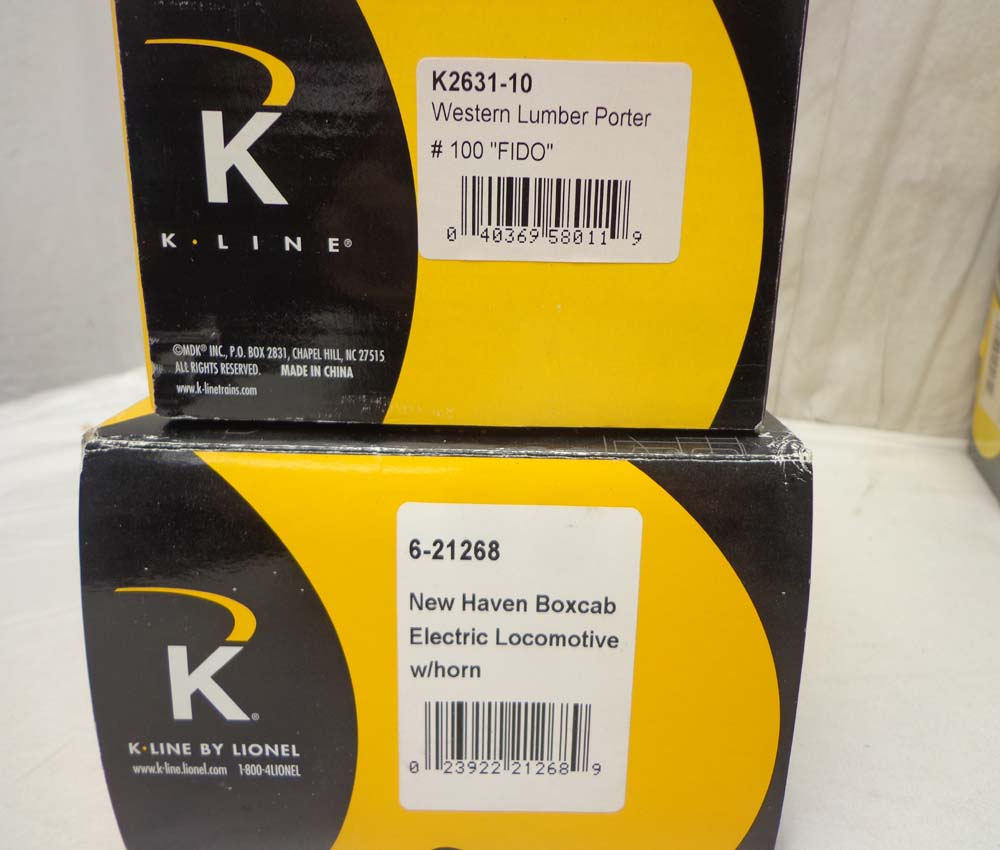 K
K·LINE®
©MDK® INC., P.O. BOX 2831, CHAPEL HILL, NC 27515
ALL RIGHTS RESERVED. MADE IN CHINA
www.k-linetrains.com
K2631-10
Western Lumber Porter
# 100 "FIDO"
0 40369 58011 9
K®
K·LINE BY LIONEL
www.k-line.lionel.com 1-800-4LIONEL
6-21268
New Haven Boxcab
Electric Locomotive
w/horn
0 23922 21268 9